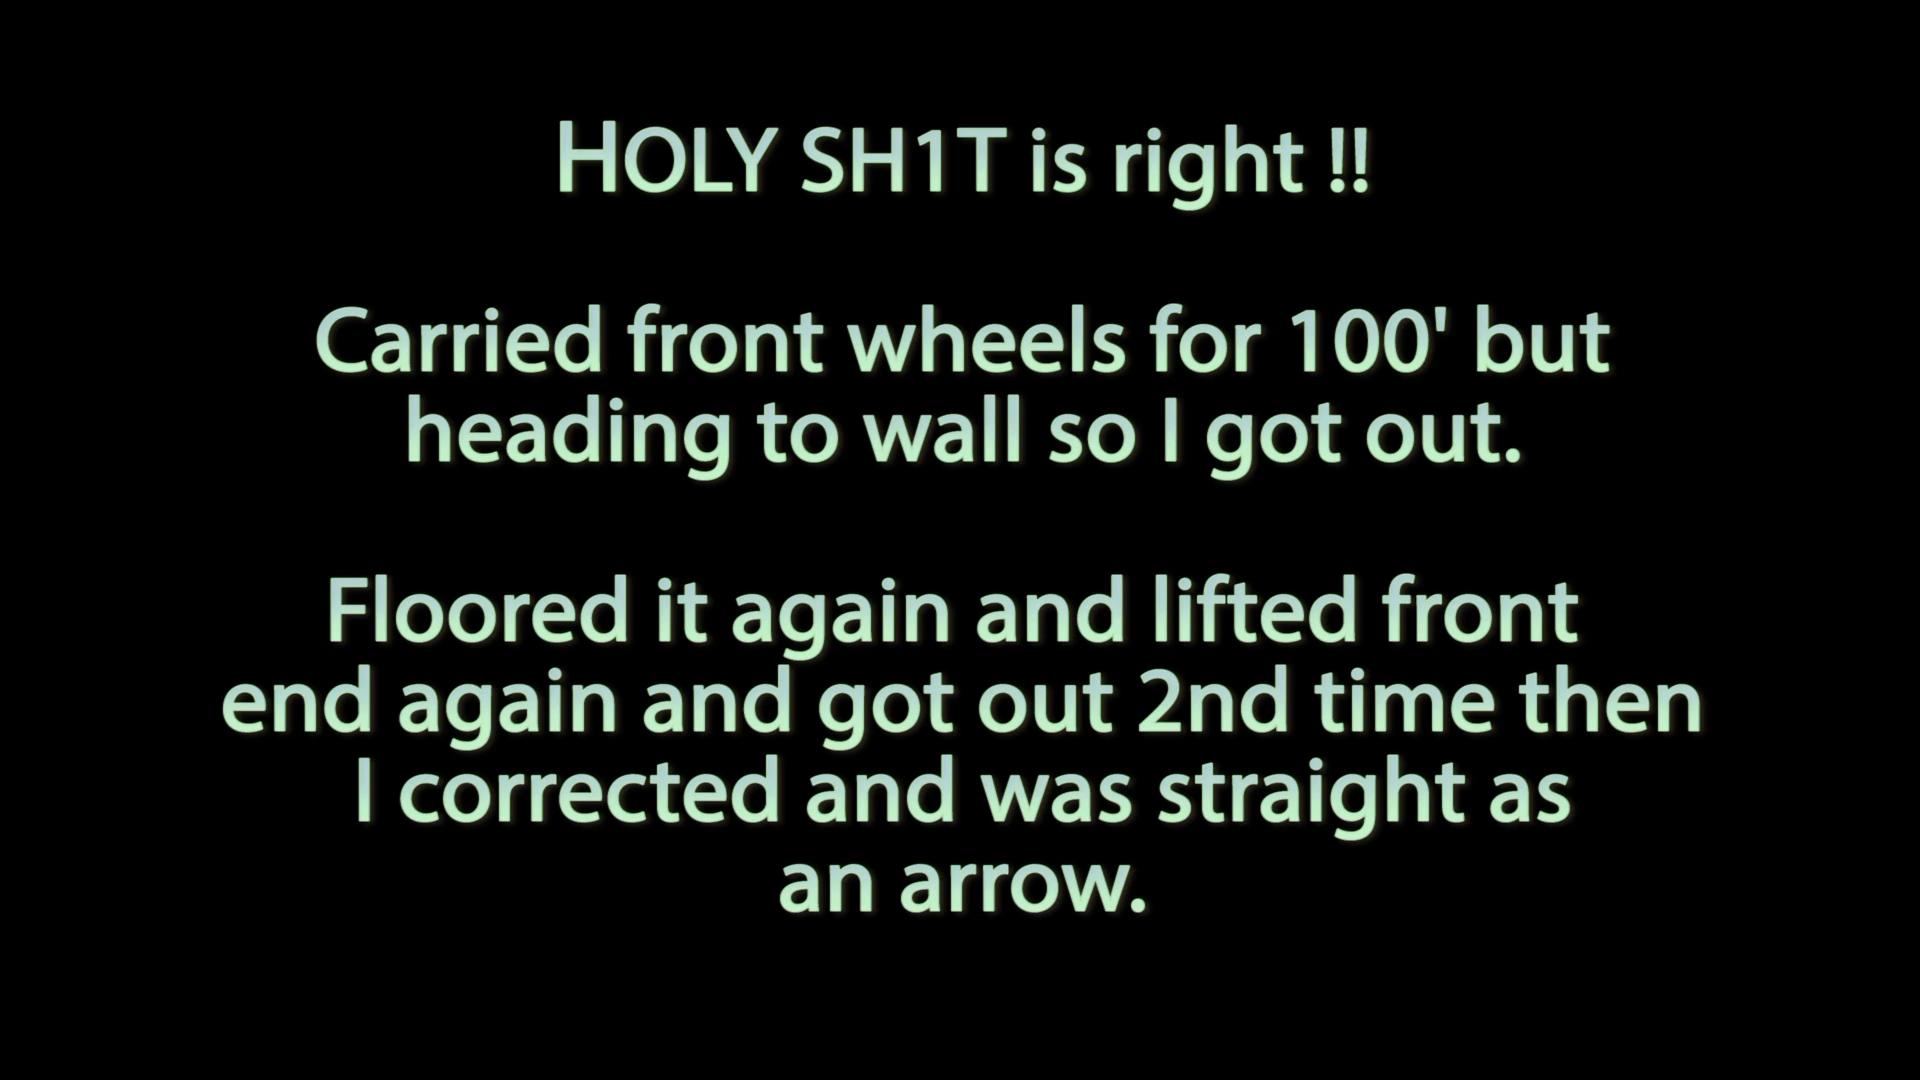 HOLY SH1T is right !!
Carried front wheels for 100' but
heading to wall so I got out.
Floored it again and lifted front
end again and got out 2nd time then
I corrected and was straight as
an arrow.